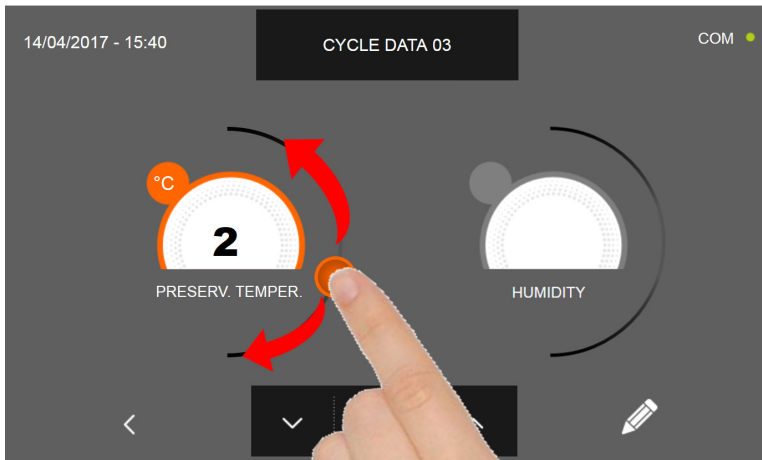 14/04/2017 - 15:40
CYCLE DATA 03
COM
°C
2
PRESERV. TEMPER.
HUMIDITY